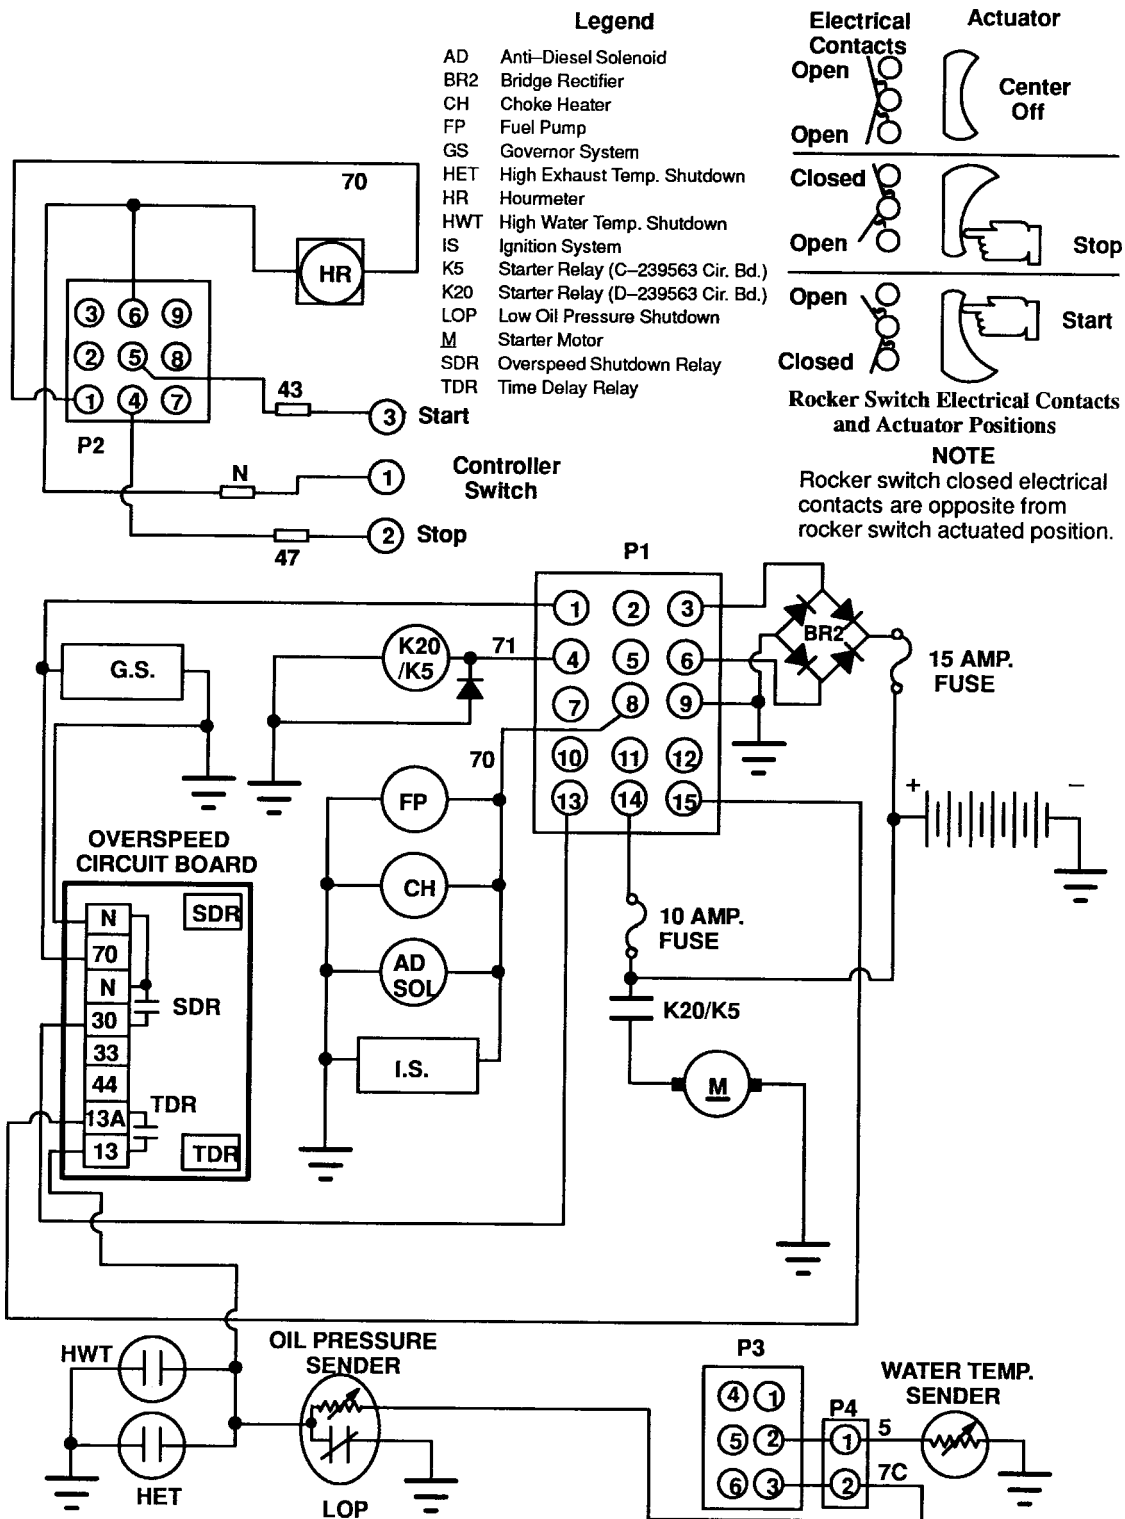 Legend
AD Anti–Diesel Solenoid
BR2 Bridge Rectifier
CH Choke Heater
FP Fuel Pump
GS Governor System
HET High Exhaust Temp. Shutdown
HR Hourmeter
HWT High Water Temp. Shutdown
IS Ignition System
K5 Starter Relay (C–239563 Cir. Bd.)
K20 Starter Relay (D–239563 Cir. Bd.)
LOP Low Oil Pressure Shutdown
M Starter Motor
SDR Overspeed Shutdown Relay
TDR Time Delay Relay
Electrical Contacts
Actuator
Open
Open
Center
Off
Closed
Open
Stop
Open
Closed
Start
Rocker Switch Electrical Contacts
and Actuator Positions
NOTE
Rocker switch closed electrical
contacts are opposite from
rocker switch actuated position.
70
HR
3 6 9
2 5 8
1 4 7
P2
43
3 Start
N
1
Controller
Switch
47
2 Stop
P1
1 2 3
4 5 6
7 8 9
10 11 12
13 14 15
BR2
15 AMP.
FUSE
+ –
G.S.
K20
/K5
71
70
FP
CH
AD
SOL
I.S.
10 AMP.
FUSE
K20/K5
M
OVERSPEED
CIRCUIT BOARD
N
70
N
30
33
44
13A
13
SDR
SDR
TDR
TDR
HWT
HET
OIL PRESSURE
SENDER
LOP
P3
4 1
5 2
6 3
P4
1
2
5
7C
WATER TEMP.
SENDER